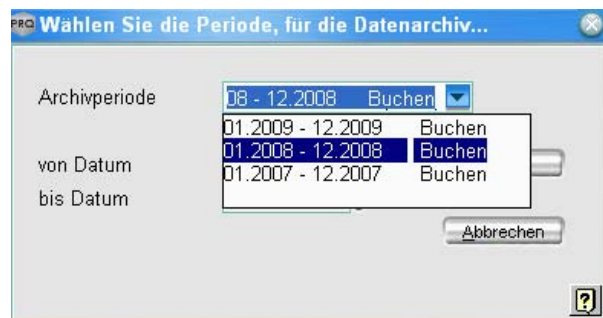 PRO Wählen Sie die Periode, für die Datenarchiv...
Archivperiode 08 - 12.2008 Buchen
01.2009 - 12.2009 Buchen
01.2008 - 12.2008 Buchen
01.2007 - 12.2007 Buchen
von Datum
bis Datum
Abbrechen
?